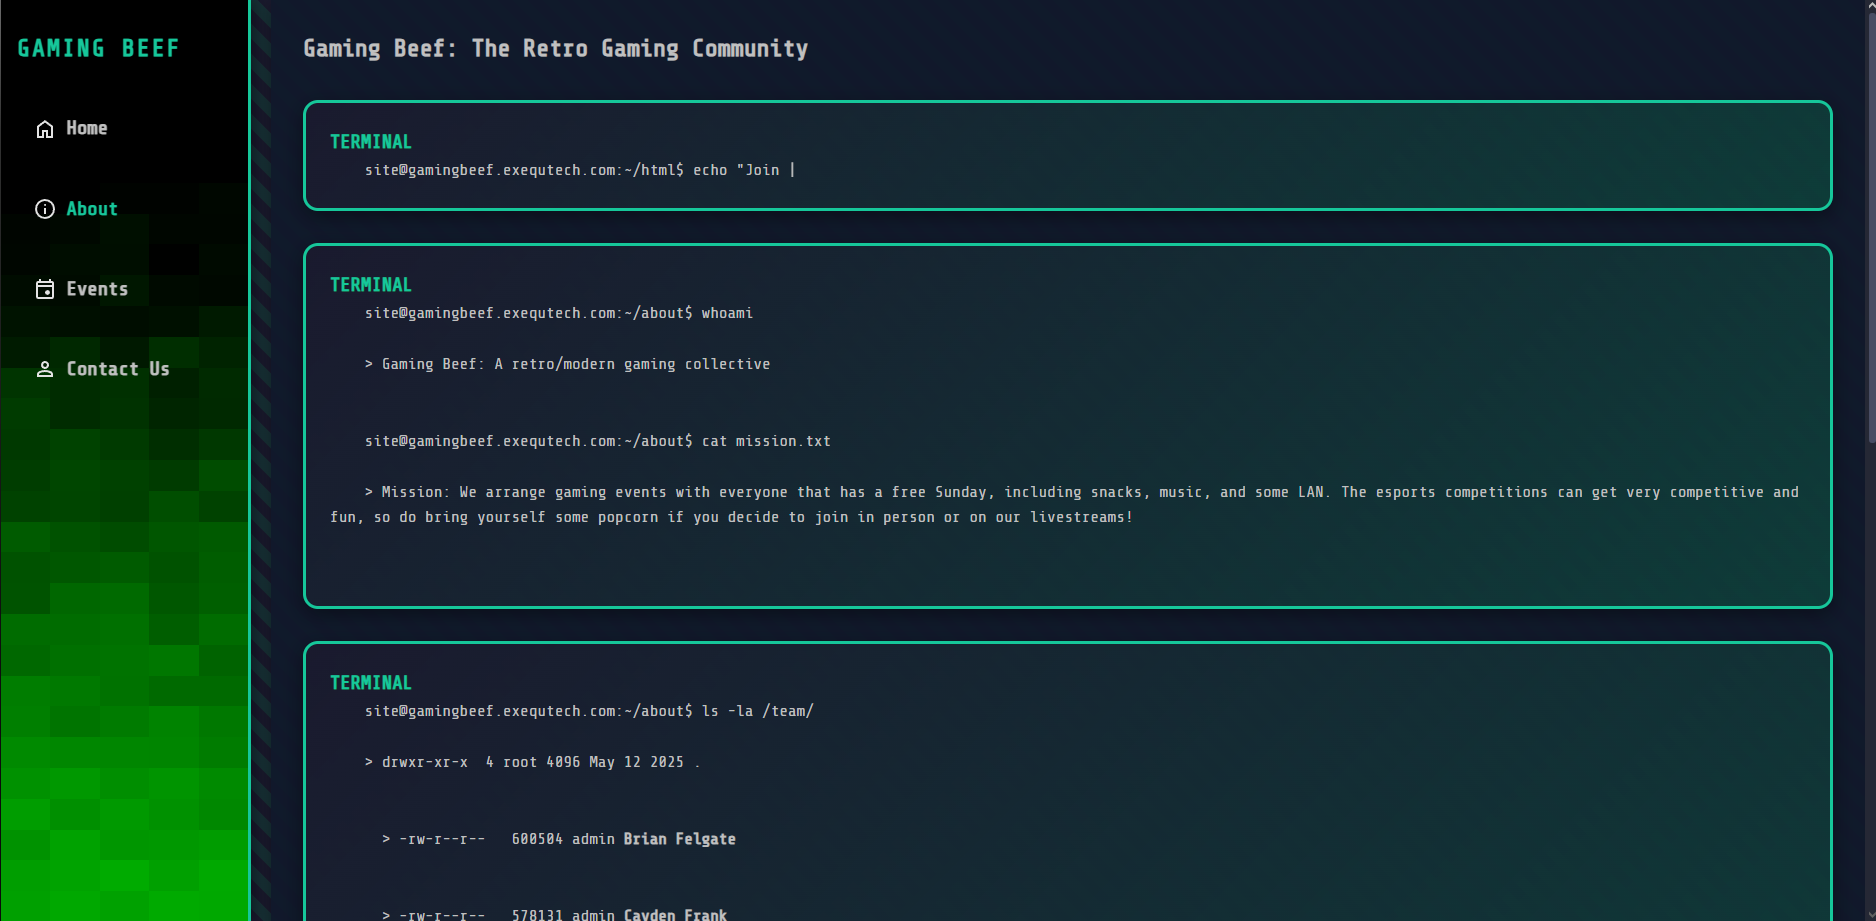 GAMING BEEF
Home
About
Events
Contact Us
Gaming Beef: The Retro Gaming Community
TERMINAL
site@gamingbeef.exequtech.com:~/html$ echo "Join |
TERMINAL
site@gamingbeef.exequtech.com:~/about$ whoami
> Gaming Beef: A retro/modern gaming collective
site@gamingbeef.exequtech.com:~/about$ cat mission.txt
> Mission: We arrange gaming events with everyone that has a free Sunday, including snacks, music, and some LAN. The esports competitions can get very competitive and
fun, so do bring yourself some popcorn if you decide to join in person or on our livestreams!
TERMINAL
site@gamingbeef.exequtech.com:~/about$ ls -la /team/
> drwxr-xr-x  4 root 4096 May 12 2025 .
> -rw-r--r--   600504 admin Brian Felgate
> -rw-r--r--   578131 admin Cayden Frank